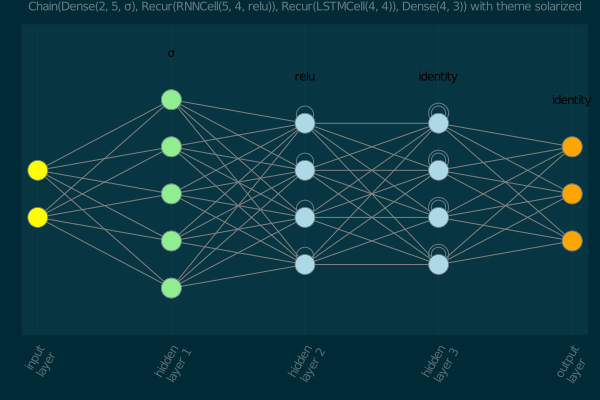 Chain(Dense(2, 5, σ), Recur(RNNCell(5, 4, relu)), Recur(LSTMCell(4, 4)), Dense(4, 3)) with theme solarized
σ
relu
identity
identity
input
layer
hidden
layer 1
hidden
layer 2
hidden
layer 3
output
layer